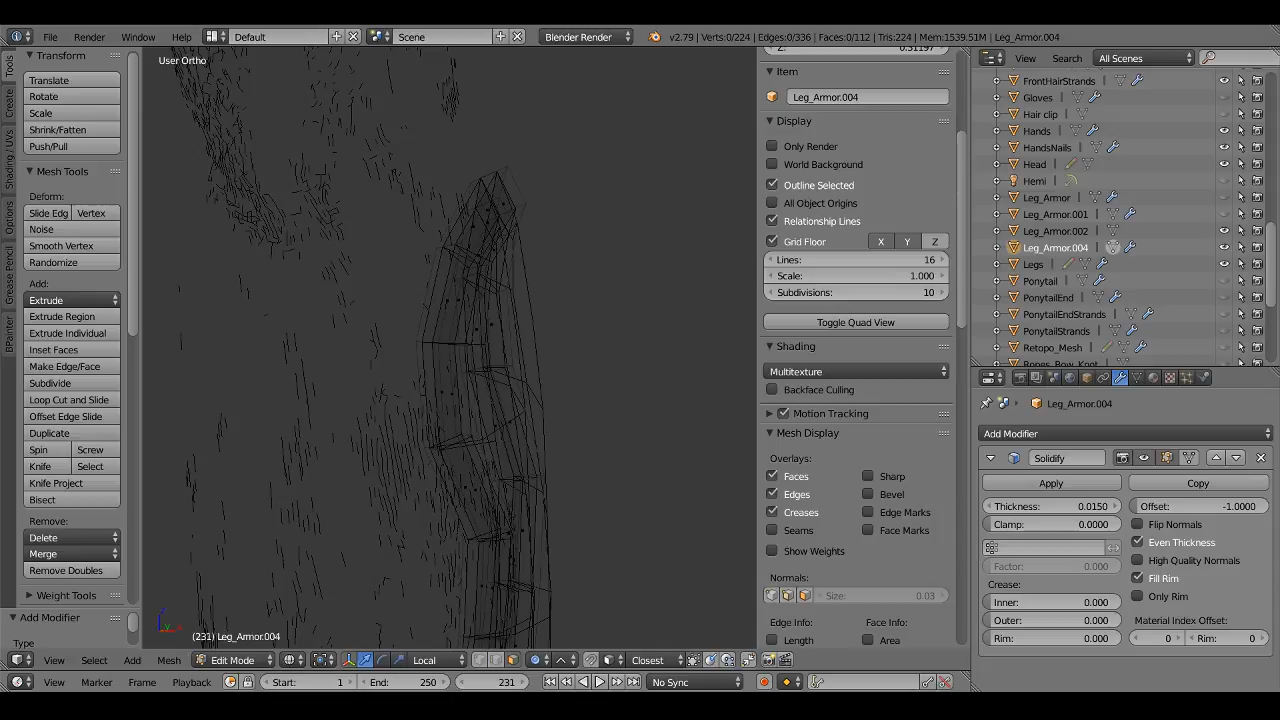 File
Render
Window
Help
Default
Scene
Blender Render
v2.79 | Verts:0/224 | Edges:0/336 | Faces:0/112 | Tris:224 | Mem:1539.51M | Leg_Armor.004
Tools
Create
Shading / UVs
Options
Grease Pencil
BPainter
Transform
Translate
Rotate
Scale
Shrink/Fatten
Push/Pull
Mesh Tools
Deform:
Slide Edg
Vertex
Noise
Smooth Vertex
Randomize
Add:
Extrude
Extrude Region
Extrude Individual
Inset Faces
Make Edge/Face
Subdivide
Loop Cut and Slide
Offset Edge Slide
Duplicate
Spin
Screw
Knife
Select
Knife Project
Bisect
Remove:
Delete
Merge
Remove Doubles
Weight Tools
Add Modifier
Type
User Ortho
(231) Leg_Armor.004
Item
Leg_Armor.004
Display
Only Render
World Background
Outline Selected
All Object Origins
Relationship Lines
Grid Floor
X
Y
Z
Lines: 16
Scale: 1.000
Subdivisions: 10
Toggle Quad View
Shading
Multitexture
Backface Culling
Motion Tracking
Mesh Display
Overlays:
Faces
Sharp
Edges
Bevel
Creases
Edge Marks
Seams
Face Marks
Show Weights
Normals:
Size: 0.03
Edge Info:
Face Info:
Length
Area
View
Search
All Scenes
FrontHairStrands
Gloves
Hair clip
Hands
HandsNails
Head
Hemi
Leg_Armor
Leg_Armor.001
Leg_Armor.002
Leg_Armor.004
Legs
Ponytail
PonytailEnd
PonytailEndStrands
PonytailStrands
Retopo_Mesh
Leg_Armor.004
Add Modifier
Solidify
Apply
Copy
Thickness: 0.0150
Offset: -1.0000
Clamp: 0.0000
Flip Normals
Even Thickness
Factor: 0.000
High Quality Normals
Crease:
Fill Rim
Inner: 0.000
Only Rim
Outer: 0.000
Material Index Offset:
Rim: 0.000
0
Rim: 0
View
Select
Add
Mesh
Edit Mode
Local
Closest
View
Marker
Frame
Playback
Start: 1
End: 250
231
No Sync